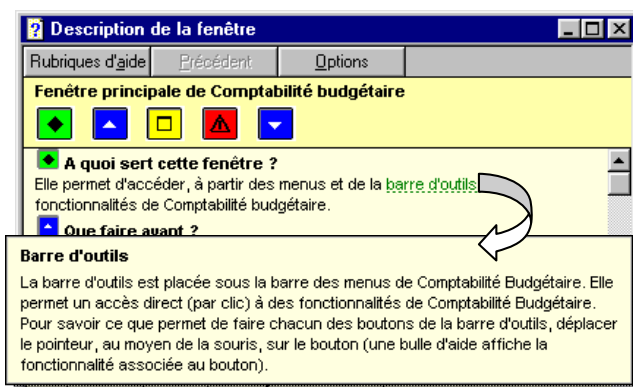 Description de la fenêtre
Rubriques d'aide Précédent Options
Fenêtre principale de Comptabilité budgétaire
A quoi sert cette fenêtre ?
Elle permet d'accéder, à partir des menus et de la barre d'outils
fonctionnalités de Comptabilité budgétaire.
Que faire avant ?
Barre d'outils
La barre d'outils est placée sous la barre des menus de Comptabilité Budgétaire. Elle
permet un accès direct (par clic) à des fonctionnalités de Comptabilité Budgétaire.
Pour savoir ce que permet de faire chacun des boutons de la barre d'outils, déplacer
le pointeur, au moyen de la souris, sur le bouton (une bulle d'aide affiche la
fonctionnalité associée au bouton).